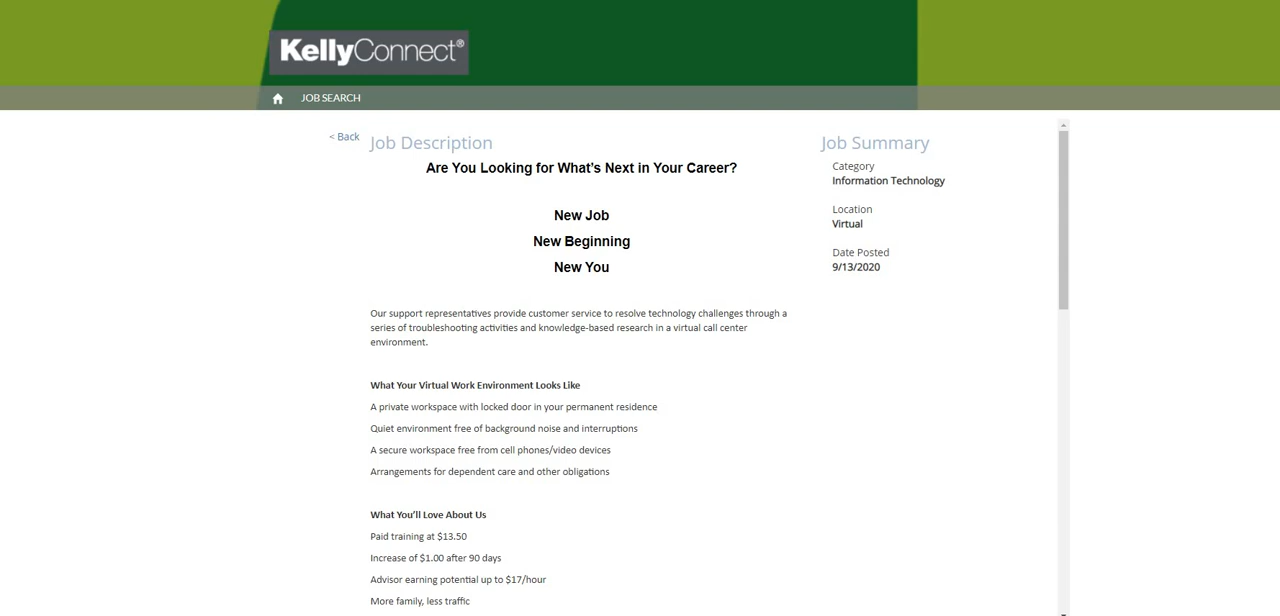 KellyConnect®
JOB SEARCH
< Back
Job Description
Are You Looking for What's Next in Your Career?
New Job
New Beginning
New You
Our support representatives provide customer service to resolve technology challenges through a
series of troubleshooting activities and knowledge-based research in a virtual call center
environment.
What Your Virtual Work Environment Looks Like
A private workspace with locked door in your permanent residence
Quiet environment free of background noise and interruptions
A secure workspace free from cell phones/video devices
Arrangements for dependent care and other obligations
What You'll Love About Us
Paid training at $13.50
Increase of $1.00 after 90 days
Advisor earning potential up to $17/hour
More family, less traffic
Job Summary
Category
Information Technology
Location
Virtual
Date Posted
9/13/2020